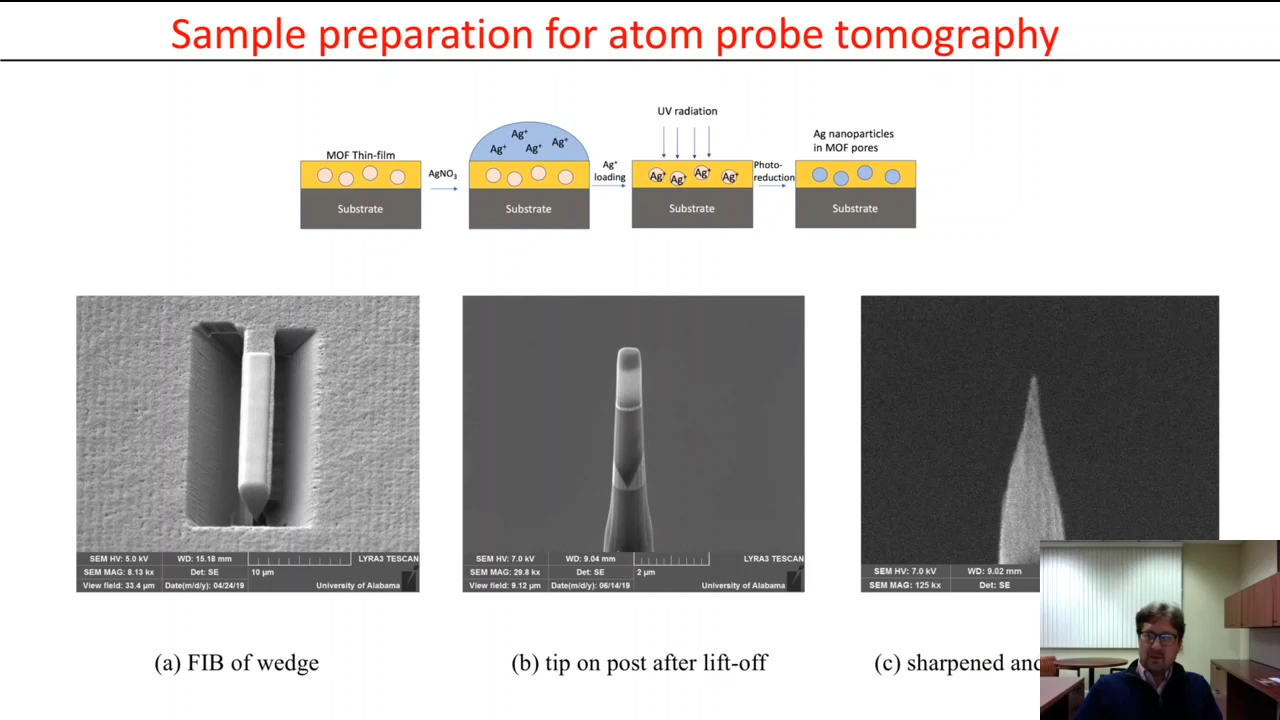 Sample preparation for atom probe tomography
UV radiation
MOF Thin-film
AgNO₃
Ag⁺
Ag⁺
Ag⁺
Ag⁺
Ag⁺
loading
Ag⁺
Ag⁺
Ag⁺
Ag⁺
Photo-
reduction
Ag nanoparticles
in MOF pores
Substrate
Substrate
Substrate
Substrate
SEM HV: 5.0 kV WD: 15.18 mm LYRA3 TESCAN
SEM MAG: 8.13 kx Det: SE 10 µm
View field: 33.4 µm Date(m/d/y): 04/24/19 University of Alabama
SEM HV: 7.0 kV WD: 9.04 mm LYRA3 TESCAN
SEM MAG: 29.8 kx Det: SE 2 µm
View field: 9.12 µm Date(m/d/y): 06/14/19 University of Alabama
SEM HV: 7.0 kV WD: 9.02 mm
SEM MAG: 125 kx Det: SE
(a) FIB of wedge
(b) tip on post after lift-off
(c) sharpened and